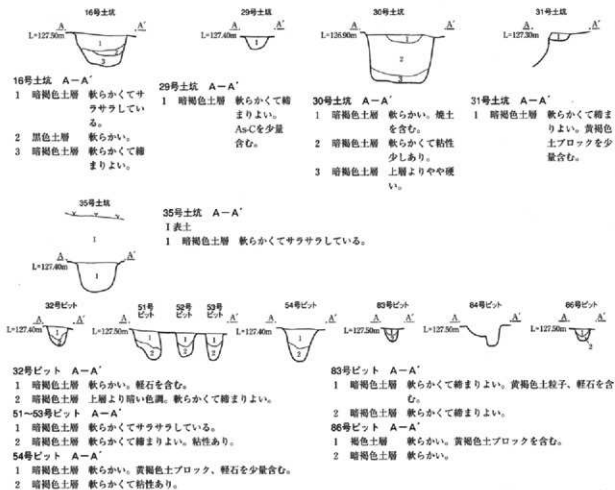 16号土坑
A A′
L=127.50m
1
2
3
16号土坑 A－A′
1 暗褐色土層 軟らかくてサ
ラサラしてい
る。
2 黒色土層 軟らかい。
3 暗褐色土層 軟らかくて締
まりよい。
29号土坑
A A′
L=127.40m
1
29号土坑 A－A′
1 暗褐色土層 軟らかくて締
まりよい。
As-Cを少量
含む。
30号土坑
A A′
L=126.90m
1
2
3
30号土坑 A－A′
1 暗褐色土層 軟らかい。焼土
を含む。
2 暗褐色土層 軟らかくて粘性
少しあり。
3 暗褐色土層 上層よりやや硬
い。
31号土坑
A A′
L=127.30m
1
31号土坑 A－A′
1 暗褐色土層 軟らかくて締ま
りよい。黄褐色
土ブロックを少
量含む。
35号土坑
I
A A′
L=127.40m
1
35号土坑 A－A′
I 表土
1 暗褐色土層 軟らかくてサラサラしている。
32号ピット
A A′
L=127.40m
1
2
51号
ピット
52号
ピット
53号
ピット
A A′
L=127.50m
1
2
1
2
1
2
54号ピット
A A′
L=127.40m
1
2
83号ピット
A A′
L=127.50m
1
2
84号ピット
A A′
L=127.50m
86号ピット
A A′
L=127.50m
1
2
32号ピット A－A′
1 暗褐色土層 軟らかい。軽石を含む。
2 暗褐色土層 上層より暗い色調。軟らかくて締まりよい。
51～53号ピット A－A′
1 暗褐色土層 軟らかくてサラサラしている。
2 暗褐色土層 軟らかくて締まりよい。粘性あり。
54号ピット A－A′
1 暗褐色土層 軟らかい。黄褐色土ブロック、軽石を少量含む。
2 暗褐色土層 軟らかくて粘性あり。
83号ピット A－A′
1 暗褐色土層 軟らかくて締まりよい。黄褐色土粒子、軽石を含
む。
2 暗褐色土層 軟らかくて締まりよい。
86号ピット A－A′
1 褐色土層 軟らかい。黄褐色土ブロックを含む。
2 暗褐色土層 軟らかい。